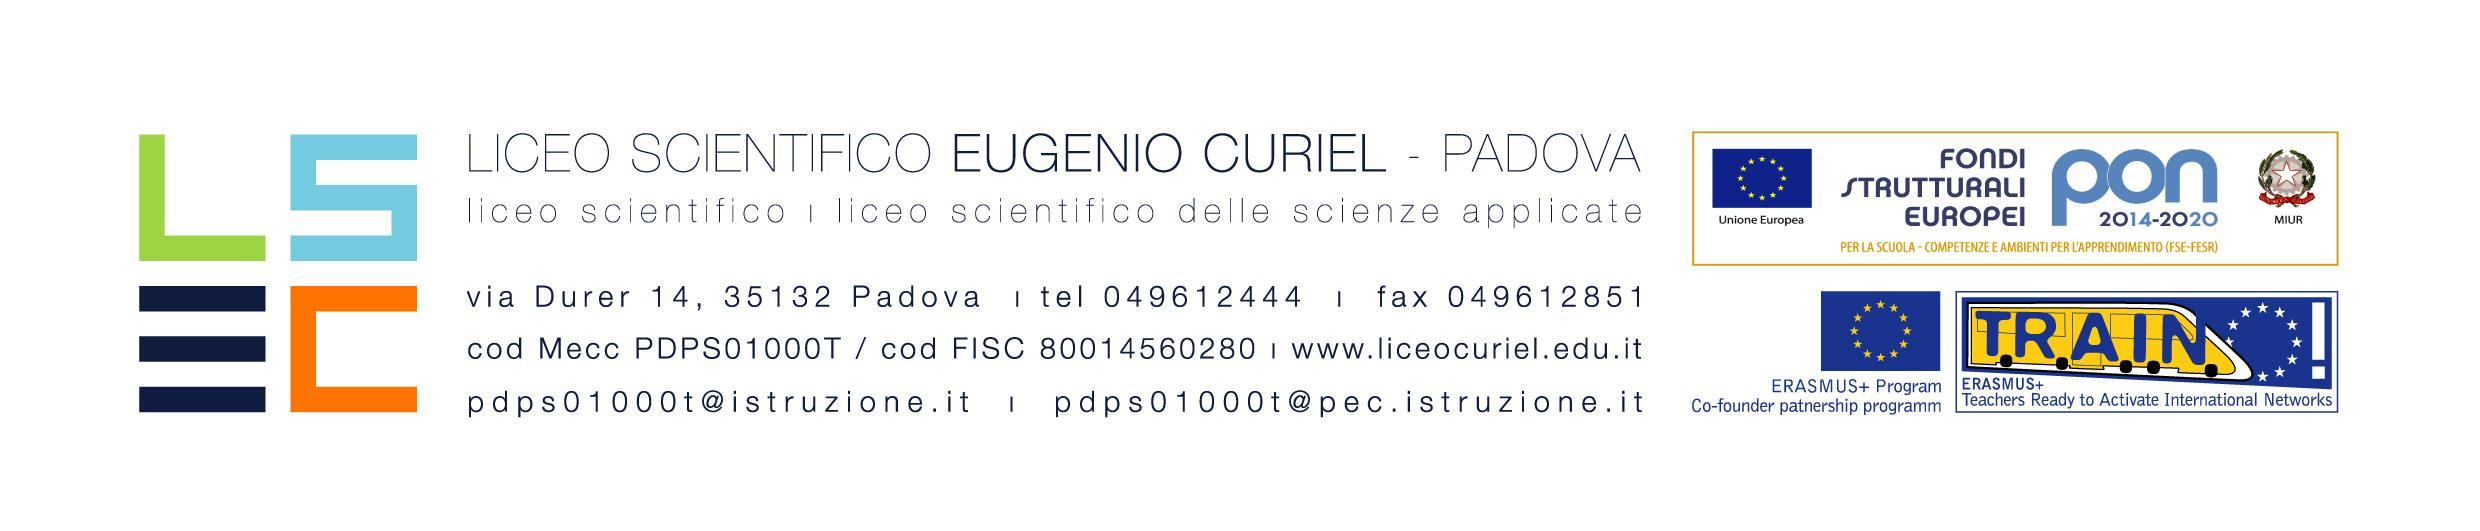 LSEC
LICEO SCIENTIFICO EUGENIO CURIEL - PADOVA
liceo scientifico ı liceo scientifico delle scienze applicate
via Durer 14, 35132 Padova ı tel 049612444 ı fax 049612851
cod Mecc PDPS01000T / cod FISC 80014560280 ı www.liceocuriel.edu.it
pdps01000t@istruzione.it ı pdps01000t@pec.istruzione.it
Unione Europea
FONDI
STRUTTURALI
EUROPEI
pon
2014-2020
MIUR
PER LA SCUOLA - COMPETENZE E AMBIENTI PER L'APPRENDIMENTO (FSE-FESR)
ERASMUS+ Program
Co-founder patnership programm
TRAIN!
ERASMUS+
Teachers Ready to Activate International Networks